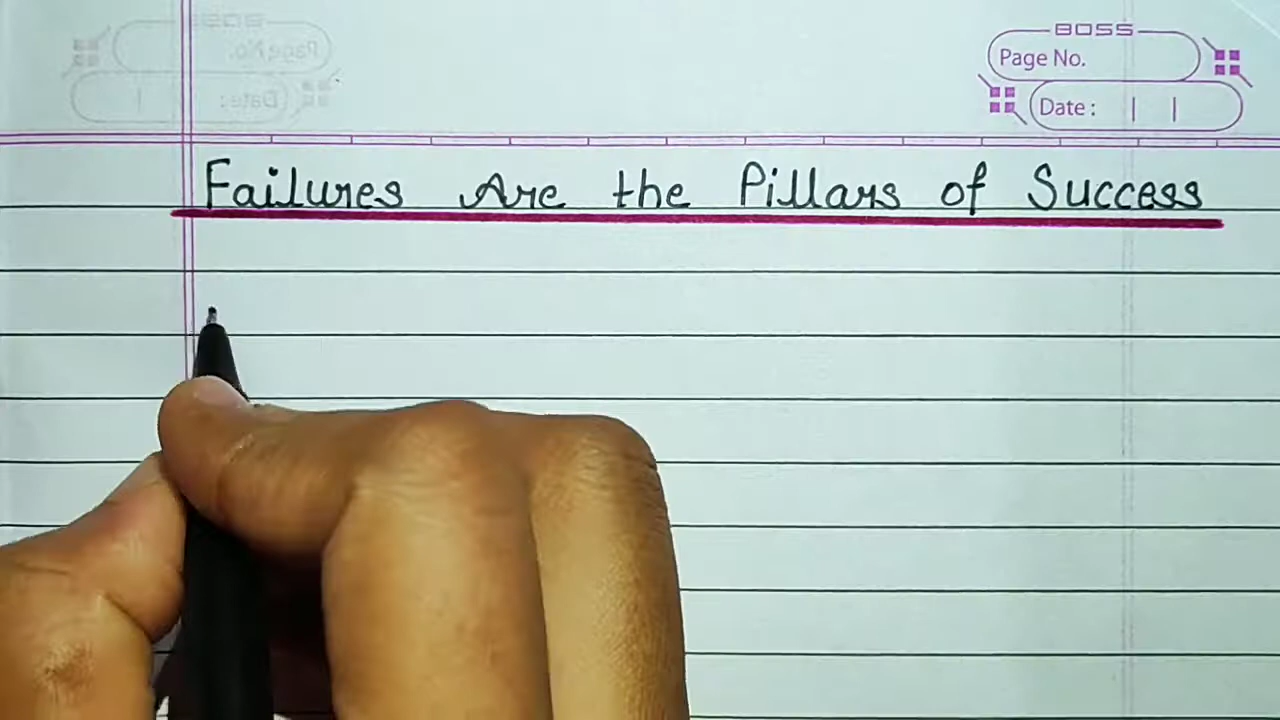 BOSS
Page No.
Date : | |
Failures Are the Pillars of Success